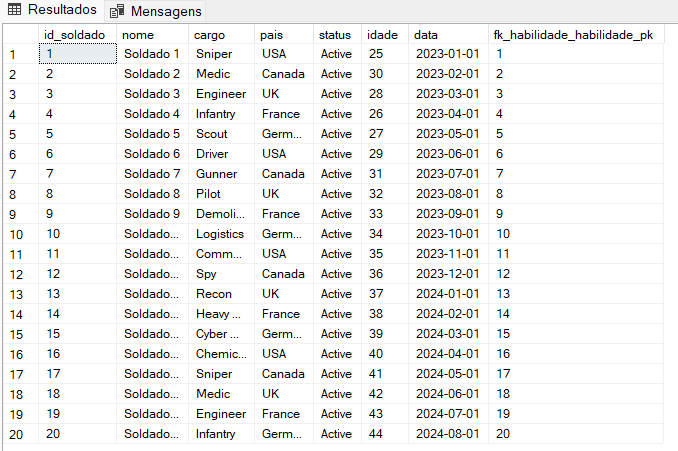 Resultados Mensagens
id_soldado nome cargo pais status idade data fk_habilidade_habilidade_pk
1 1 Soldado 1 Sniper USA Active 25 2023-01-01 1
2 2 Soldado 2 Medic Canada Active 30 2023-02-01 2
3 3 Soldado 3 Engineer UK Active 28 2023-03-01 3
4 4 Soldado 4 Infantry France Active 26 2023-04-01 4
5 5 Soldado 5 Scout Germ... Active 27 2023-05-01 5
6 6 Soldado 6 Driver USA Active 29 2023-06-01 6
7 7 Soldado 7 Gunner Canada Active 31 2023-07-01 7
8 8 Soldado 8 Pilot UK Active 32 2023-08-01 8
9 9 Soldado 9 Demoli... France Active 33 2023-09-01 9
10 10 Soldado... Logistics Germ... Active 34 2023-10-01 10
11 11 Soldado... Comm... USA Active 35 2023-11-01 11
12 12 Soldado... Spy Canada Active 36 2023-12-01 12
13 13 Soldado... Recon UK Active 37 2024-01-01 13
14 14 Soldado... Heavy ... France Active 38 2024-02-01 14
15 15 Soldado... Cyber ... Germ... Active 39 2024-03-01 15
16 16 Soldado... Chemic... USA Active 40 2024-04-01 16
17 17 Soldado... Sniper Canada Active 41 2024-05-01 17
18 18 Soldado... Medic UK Active 42 2024-06-01 18
19 19 Soldado... Engineer France Active 43 2024-07-01 19
20 20 Soldado... Infantry Germ... Active 44 2024-08-01 20